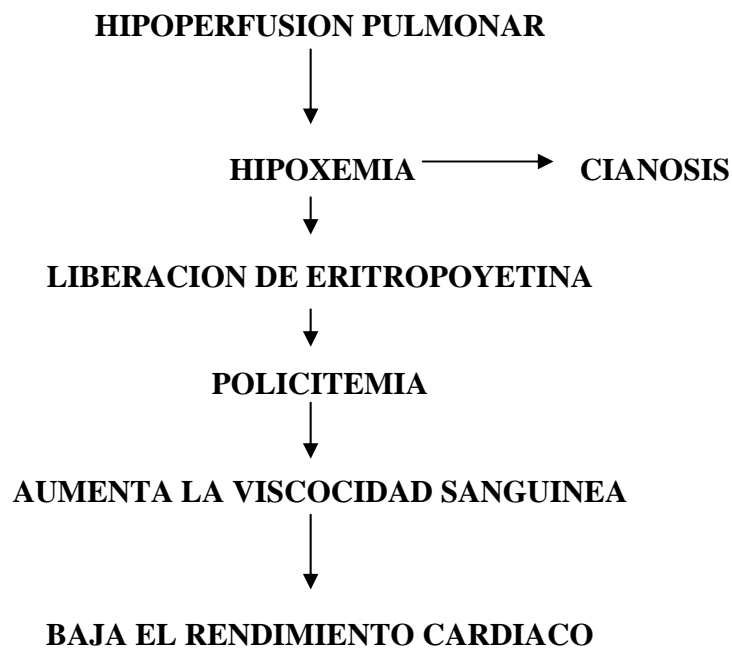 HIPOPERFUSION PULMONAR
HIPOXEMIA CIANOSIS
LIBERACION DE ERITROPOYETINA
POLICITEMIA
AUMENTA LA VISCOCIDAD SANGUINEA
BAJA EL RENDIMIENTO CARDIACO